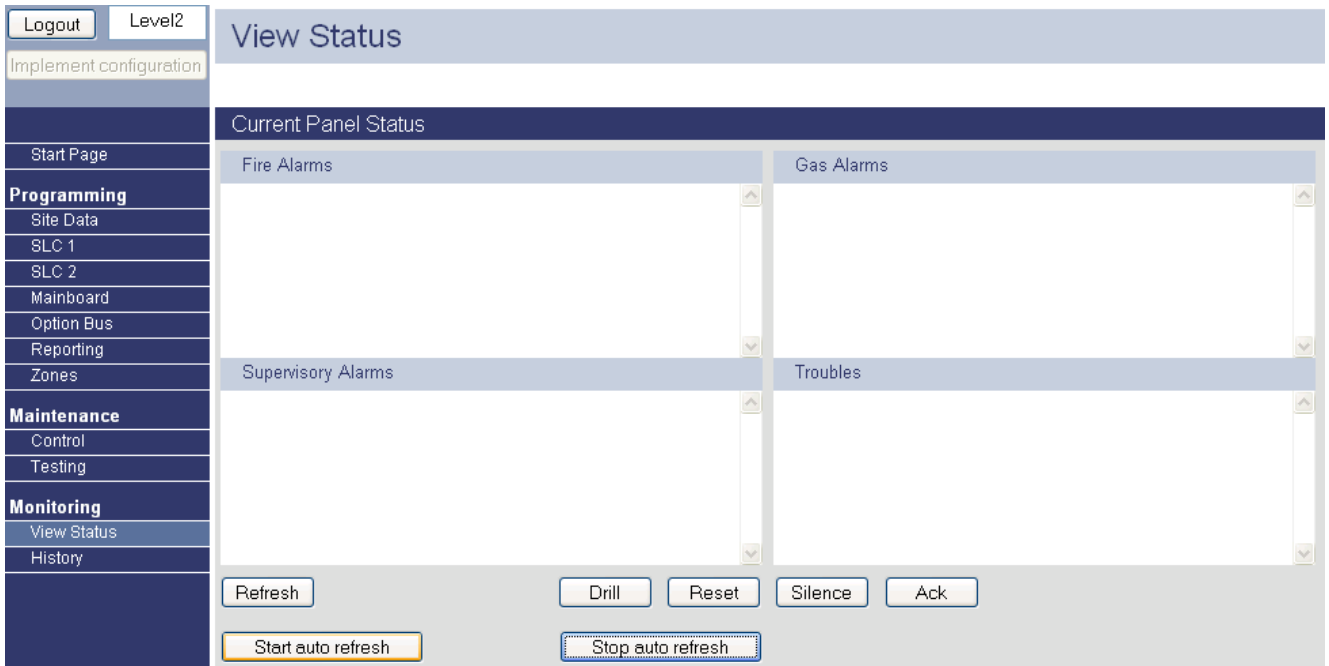 Logout Level2
Implement configuration
View Status
Current Panel Status
Start Page
Programming
Site Data
SLC 1
SLC 2
Mainboard
Option Bus
Reporting
Zones
Maintenance
Control
Testing
Monitoring
View Status
History
Fire Alarms
Gas Alarms
Supervisory Alarms
Troubles
Refresh Drill Reset Silence Ack
Start auto refresh Stop auto refresh